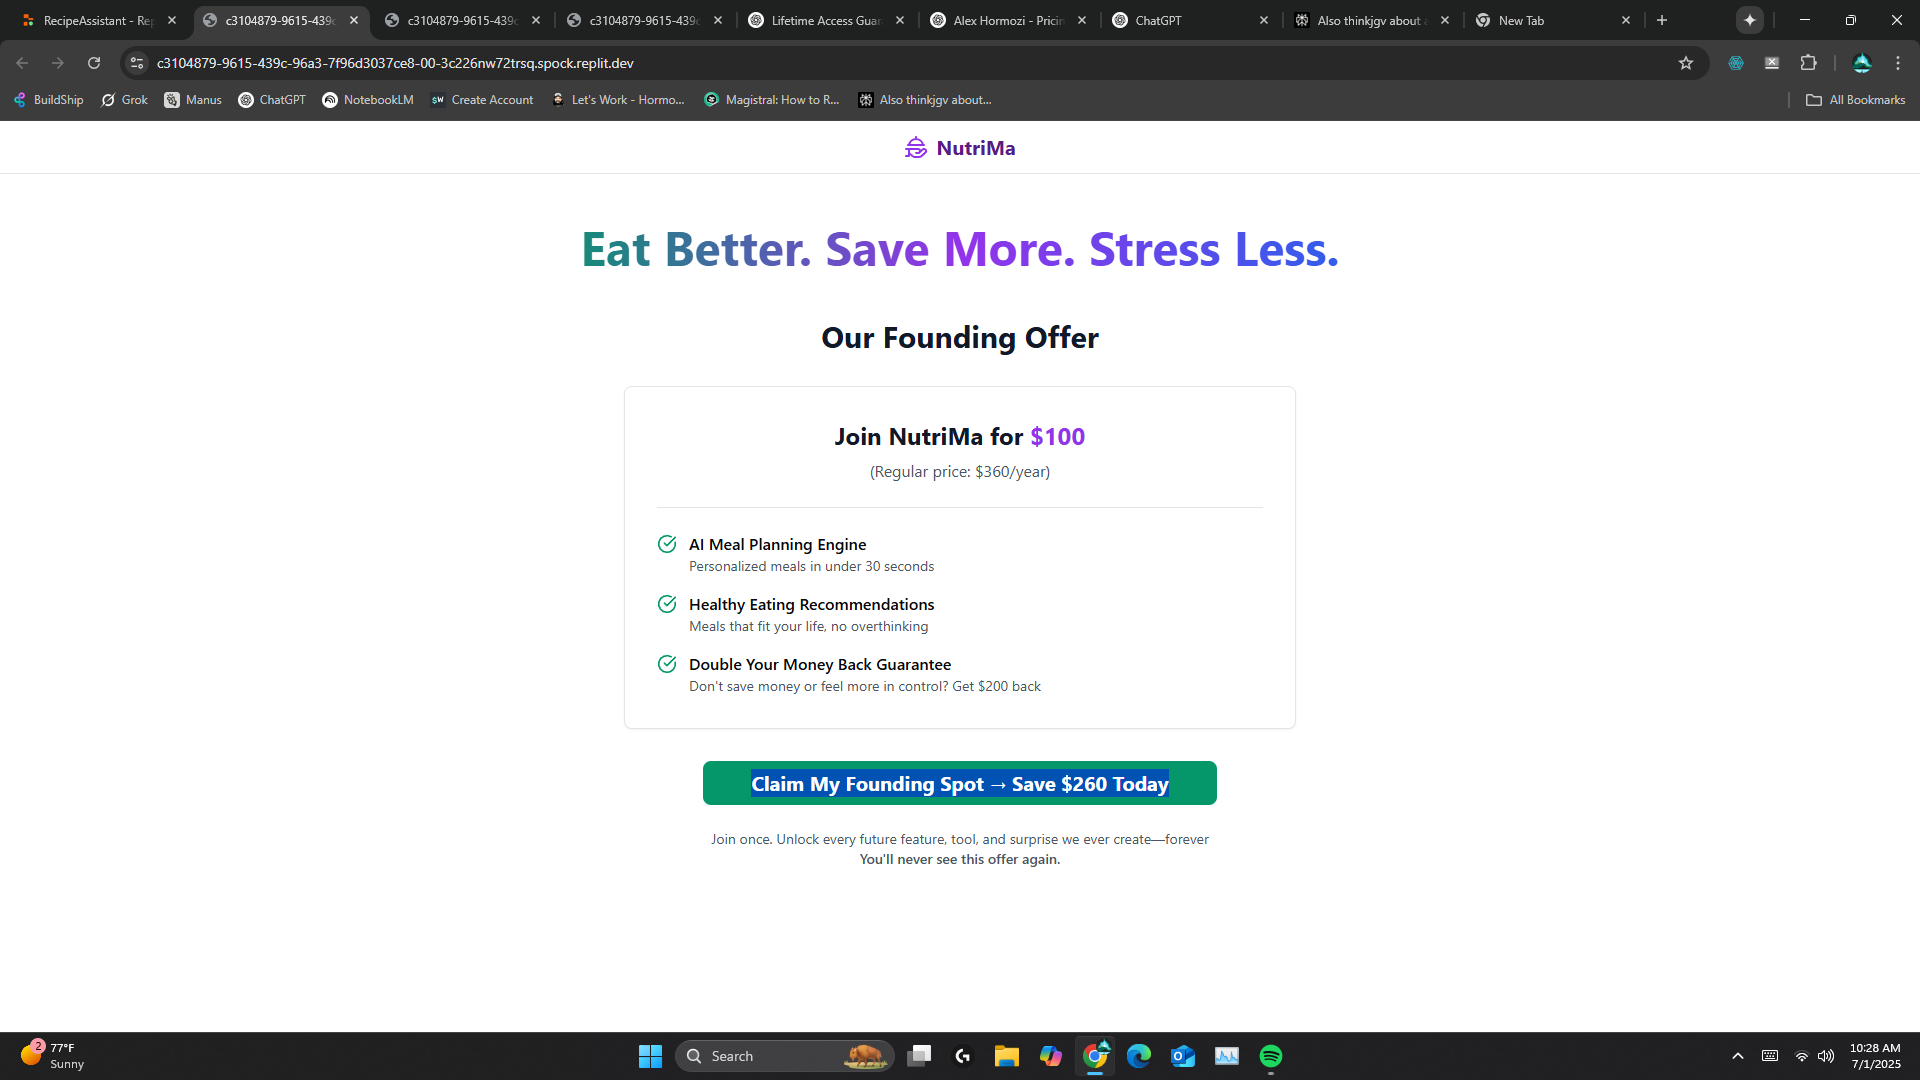 RecipeAssistant - Rep
c3104879-9615-439c
c3104879-9615-439c
c3104879-9615-439c
Lifetime Access Guar
Alex Hormozi - Pricin
ChatGPT
Also thinkjgv about a
New Tab
c3104879-9615-439c-96a3-7f96d3037ce8-00-3c226nw72trsq.spock.replit.dev
BuildShip
Grok
Manus
ChatGPT
NotebookLM
$W Create Account
Let's Work - Hormo...
Magistral: How to R...
Also thinkjgv about...
All Bookmarks
NutriMa
Eat Better. Save More. Stress Less.
Our Founding Offer
Join NutriMa for $100
(Regular price: $360/year)
AI Meal Planning Engine
Personalized meals in under 30 seconds
Healthy Eating Recommendations
Meals that fit your life, no overthinking
Double Your Money Back Guarantee
Don't save money or feel more in control? Get $200 back
Claim My Founding Spot → Save $260 Today
Join once. Unlock every future feature, tool, and surprise we ever create—forever
You'll never see this offer again.
2
77°F
Sunny
Search
10:28 AM
7/1/2025